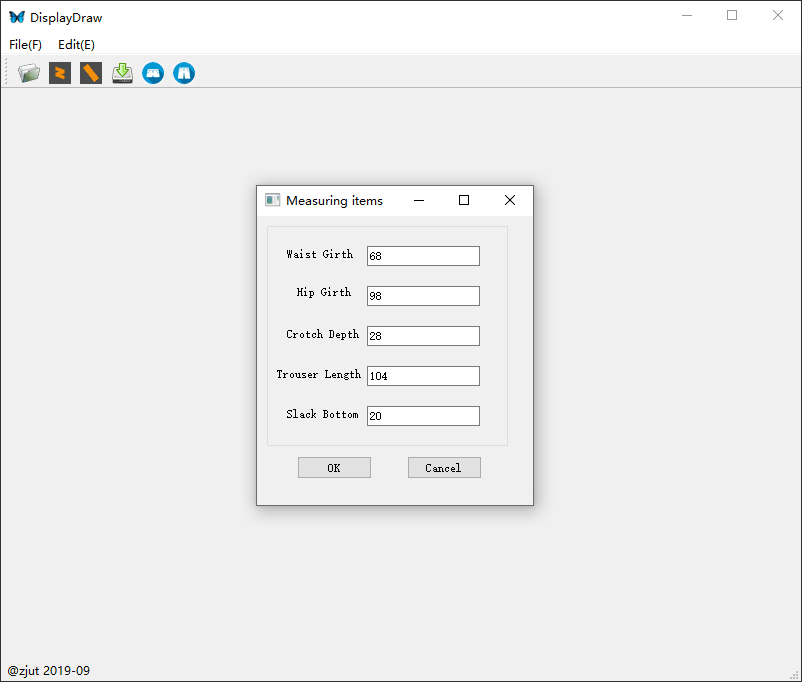 DisplayDraw
File(F) Edit(E)
Measuring items
Waist Girth 68
Hip Girth 98
Crotch Depth 28
Trouser Length 104
Slack Bottom 20
OK Cancel
@zjut 2019-09